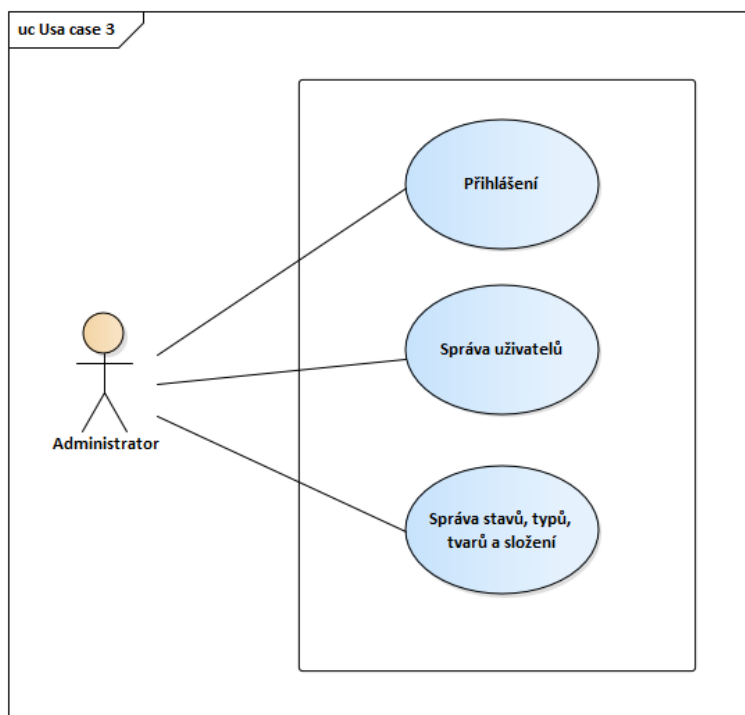 uc Usa case 3
Přihlášení
Správa uživatelů
Administrator
Správa stavů, typů,
tvarů a složení